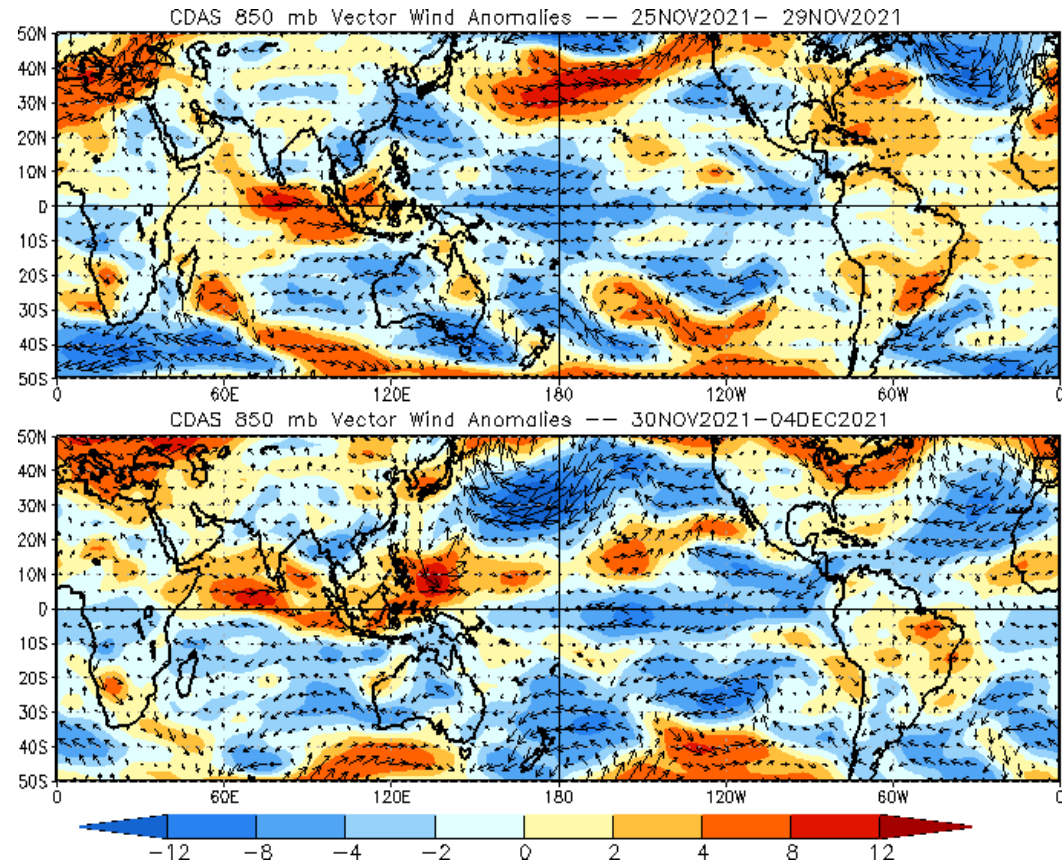 CDAS 850 mb Vector Wind Anomalies -- 25NOV2021- 29NOV2021
50N
40N
30N
20N
10N
0
10S
20S
30S
40S
50S
0 60E 120E 180 120W 60W 0
CDAS 850 mb Vector Wind Anomalies -- 30NOV2021-04DEC2021
50N
40N
30N
20N
10N
0
10S
20S
30S
40S
50S
0 60E 120E 180 120W 60W 0
-12 -8 -4 -2 0 2 4 8 12